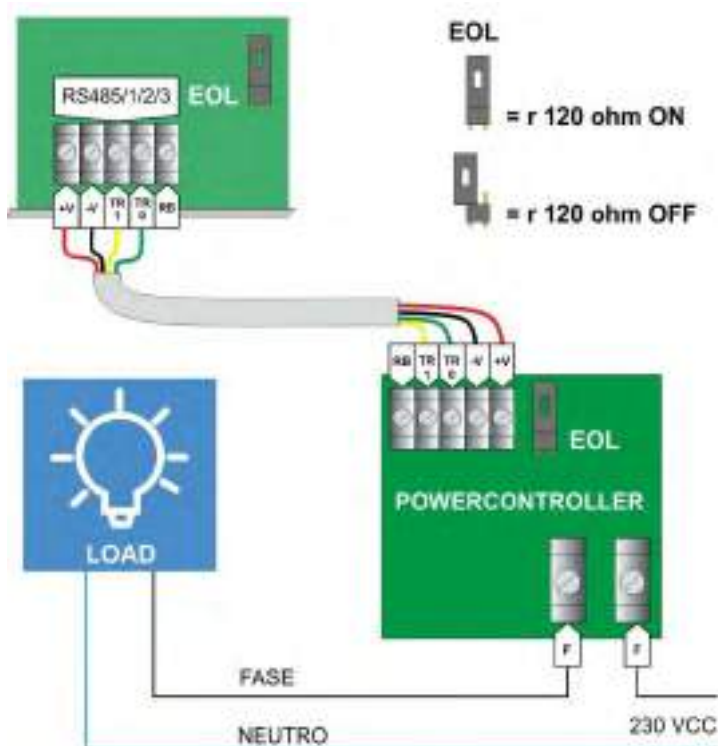 EOL
RS485/1/2/3 EOL
= r 120 ohm ON
= r 120 ohm OFF
+V -V TR 1 TR 0 RB
RB TR 1 TR 0 -V +V
EOL
POWERCONTROLLER
LOAD
F F
FASE
230 VCC
NEUTRO